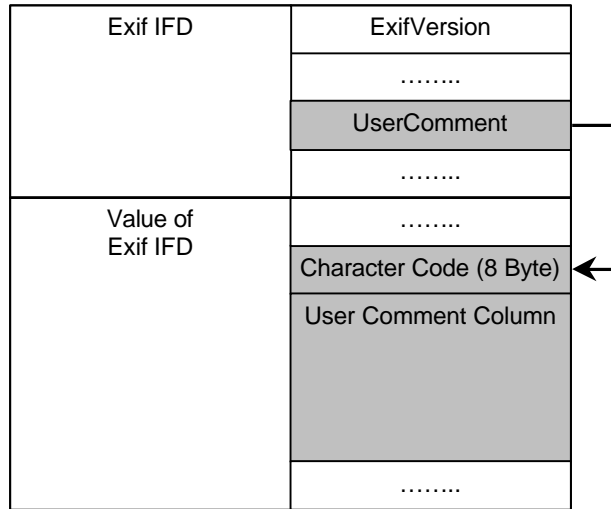 Exif IFD
ExifVersion
……..
UserComment
……..
Value of
Exif IFD
……..
Character Code (8 Byte)
User Comment Column
……..